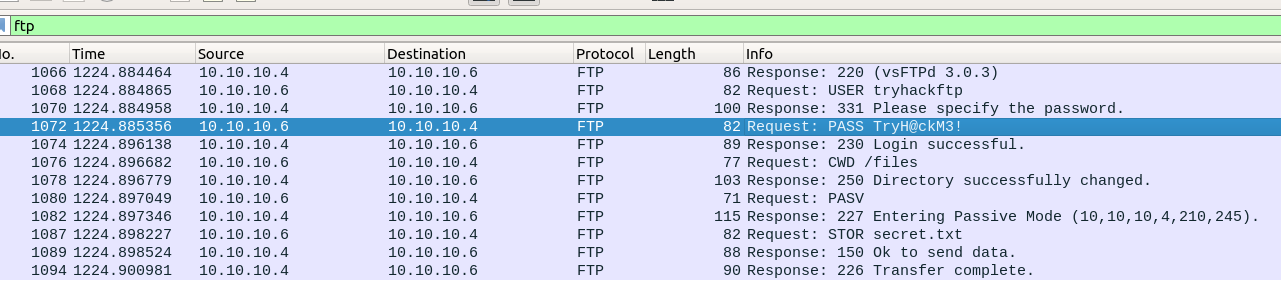 ftp
No. Time Source Destination Protocol Length Info
1066 1224.884464 10.10.10.4 10.10.10.6 FTP 86 Response: 220 (vsFTPd 3.0.3)
1068 1224.884865 10.10.10.6 10.10.10.4 FTP 82 Request: USER tryhackftp
1070 1224.884958 10.10.10.4 10.10.10.6 FTP 100 Response: 331 Please specify the password.
1072 1224.885356 10.10.10.6 10.10.10.4 FTP 82 Request: PASS TryH@ckM3!
1074 1224.896138 10.10.10.4 10.10.10.6 FTP 89 Response: 230 Login successful.
1076 1224.896682 10.10.10.6 10.10.10.4 FTP 77 Request: CWD /files
1078 1224.896779 10.10.10.4 10.10.10.6 FTP 103 Response: 250 Directory successfully changed.
1080 1224.897049 10.10.10.6 10.10.10.4 FTP 71 Request: PASV
1082 1224.897346 10.10.10.4 10.10.10.6 FTP 115 Response: 227 Entering Passive Mode (10,10,10,4,210,245).
1087 1224.898227 10.10.10.6 10.10.10.4 FTP 82 Request: STOR secret.txt
1089 1224.898524 10.10.10.4 10.10.10.6 FTP 88 Response: 150 Ok to send data.
1094 1224.900981 10.10.10.4 10.10.10.6 FTP 90 Response: 226 Transfer complete.